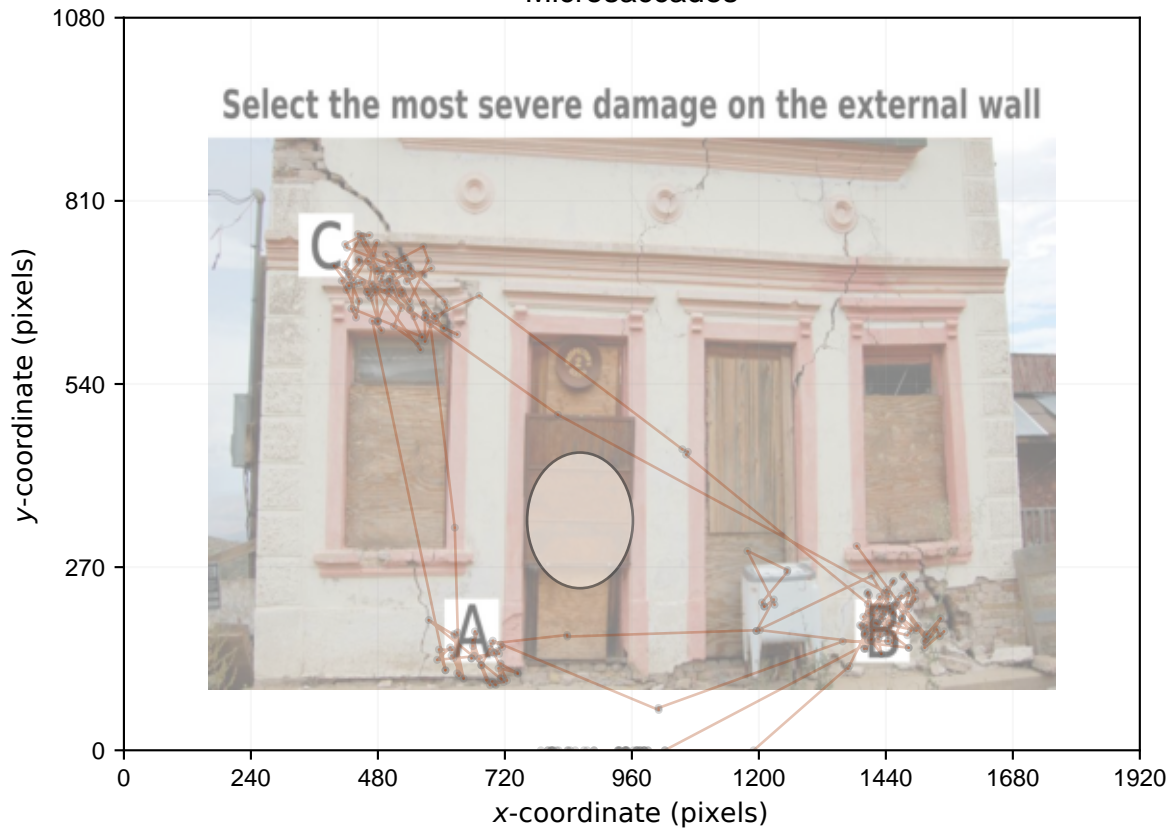 Microsaccades
1080
Select the most severe damage on the external wall
810
C
540
270
A
B
0
0 240 480 720 960 1200 1440 1680 1920
y-coordinate (pixels)
x-coordinate (pixels)